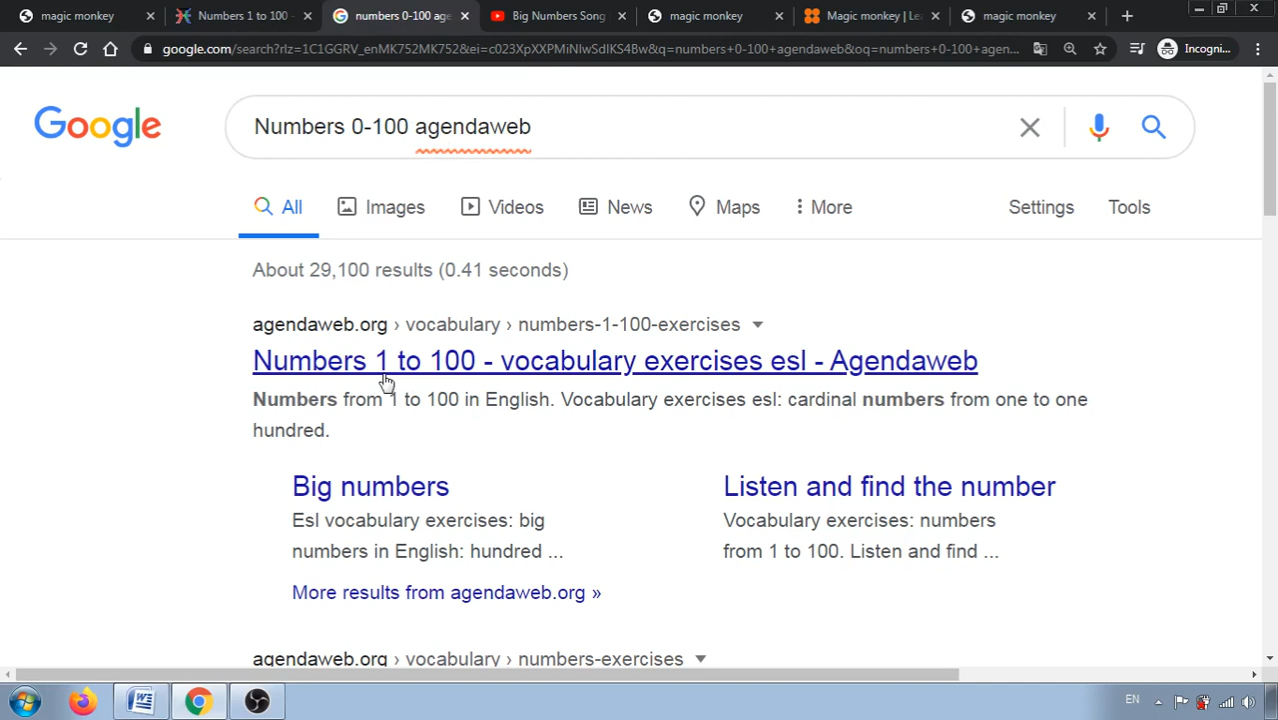 magic monkey
Numbers 1 to 100 -
numbers 0-100 age
Big Numbers Song
magic monkey
Magic monkey | Le
magic monkey
google.com/search?rlz=1C1GGRV_enMK752MK752&ei=c023XpXXPMiNlwSdlKS4Bw&q=numbers+0-100+agendaweb&oq=numbers+0-100+agen...
Incogni...
Google
Numbers 0-100 agendaweb
All
Images
Videos
News
Maps
More
Settings
Tools
About 29,100 results (0.41 seconds)
agendaweb.org › vocabulary › numbers-1-100-exercises
Numbers 1 to 100 - vocabulary exercises esl - Agendaweb
Numbers from 1 to 100 in English. Vocabulary exercises esl: cardinal numbers from one to one
hundred.
Big numbers
Esl vocabulary exercises: big
numbers in English: hundred ...
Listen and find the number
Vocabulary exercises: numbers
from 1 to 100. Listen and find ...
More results from agendaweb.org »
agendaweb.org › vocabulary › numbers-exercises
EN